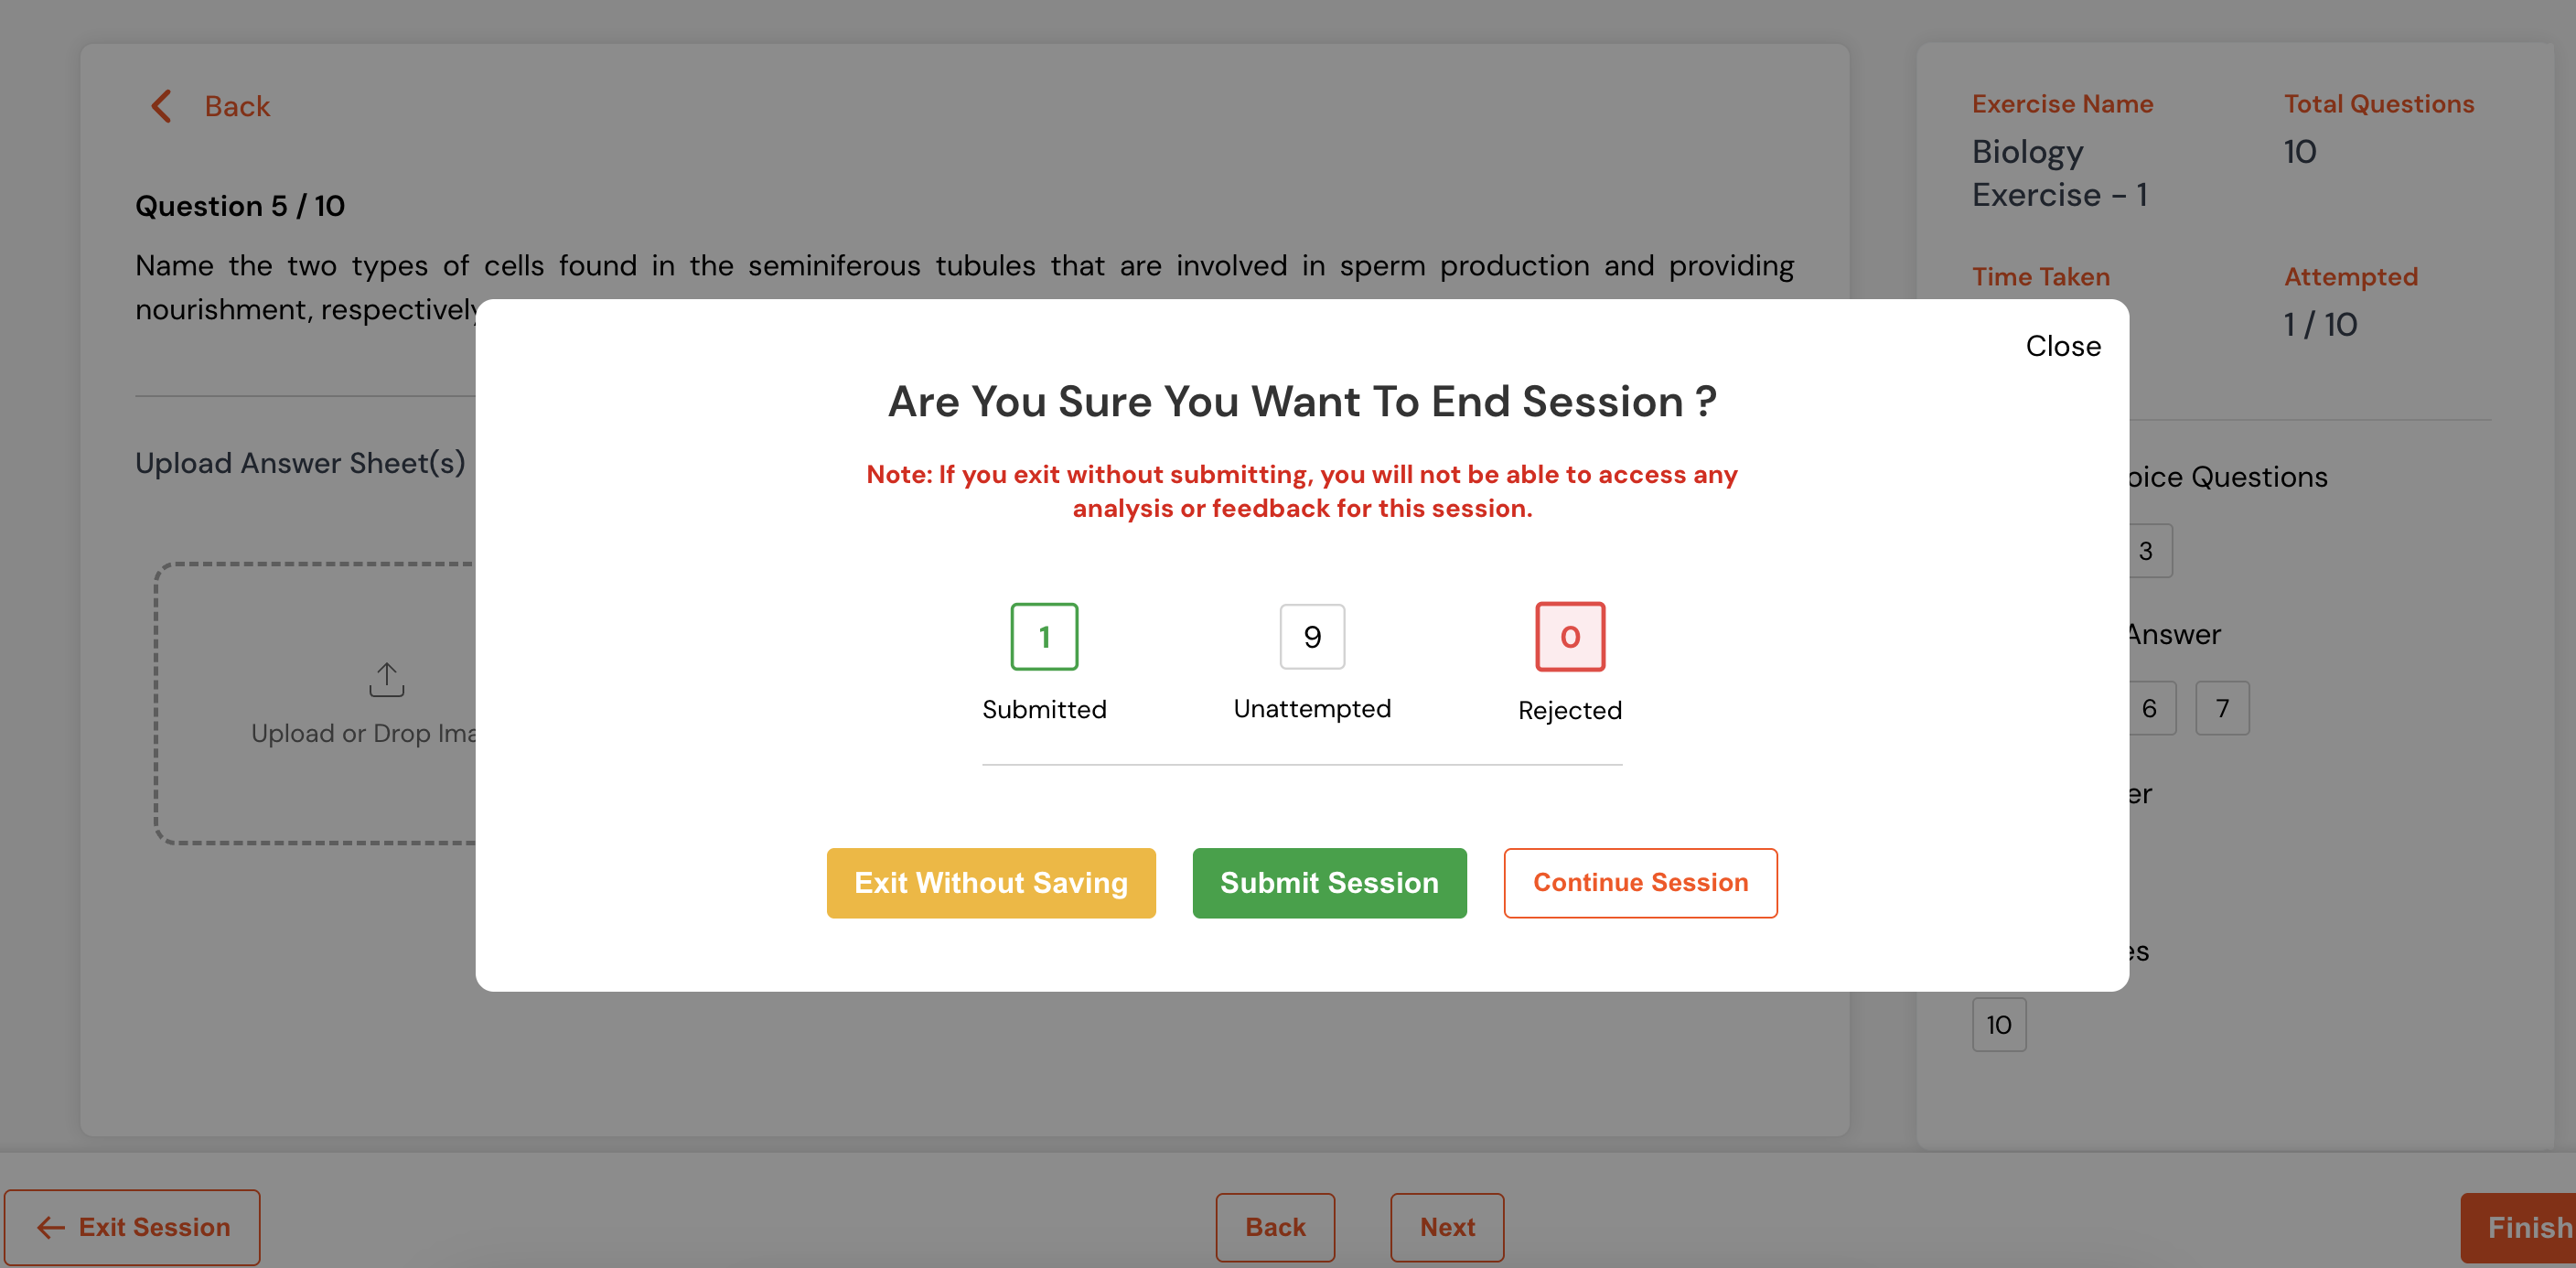 Back
Question 5 / 10
Name the two types of cells found in the seminiferous tubules that are involved in sperm production and providing
nourishment,
Upload Answer Sheet(s)
Upload or Drop
Exercise Name
Biology
Exercise - 1
Total Questions
10
Time Taken
Attempted
1 / 10
Questions
3
Answer
6
7
10
Close
Are You Sure You Want To End Session ?
Note: If you exit without submitting, you will not be able to access any
analysis or feedback for this session.
1
Submitted
9
Unattempted
0
Rejected
Exit Without Saving
Submit Session
Continue Session
Exit Session
Back
Next
Finish